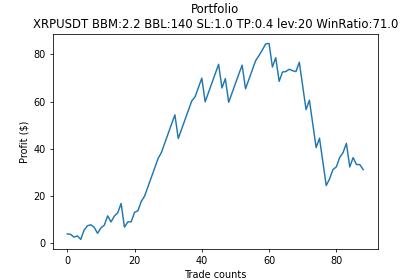 Portfolio
XRPUSDT BBM:2.2 BBL:140 SL:1.0 TP:0.4 lev:20 WinRatio:71.0
80
60
40
20
0
Profit ($)
0 20 40 60 80
Trade counts